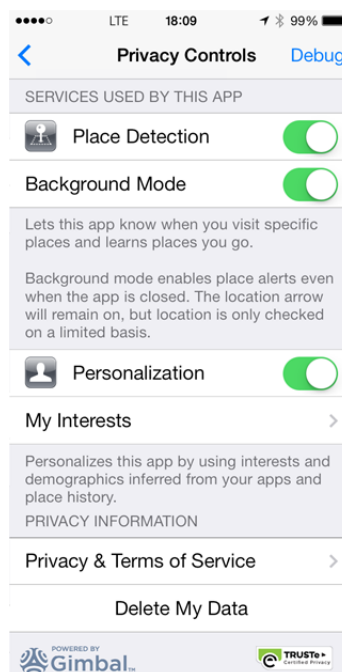 LTE 18:09 99%
Privacy Controls Debug
SERVICES USED BY THIS APP
Place Detection
Background Mode
Lets this app know when you visit specific
places and learns places you go.
Background mode enables place alerts even
when the app is closed. The location arrow
will remain on, but location is only checked
on a limited basis.
Personalization
My Interests
Personalizes this app by using interests and
demographics inferred from your apps and
place history.
PRIVACY INFORMATION
Privacy & Terms of Service
Delete My Data
POWERED BY
Gimbal™
TRUSTe
Certified Privacy